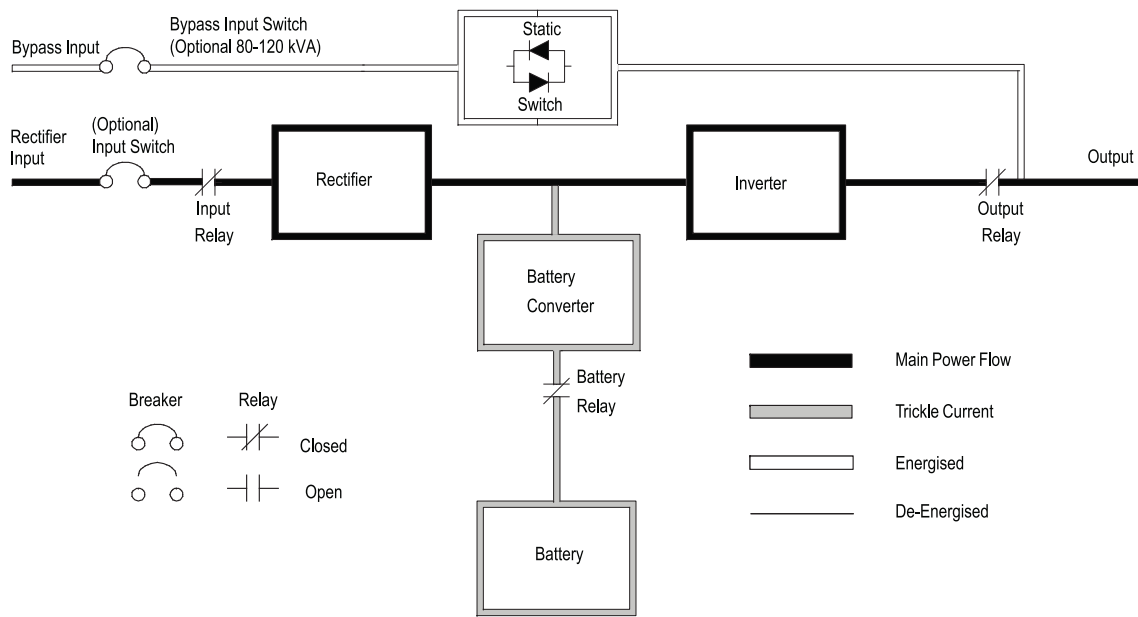 Bypass Input
Bypass Input Switch
(Optional 80-120 kVA)
Static
Switch
Rectifier
Input
(Optional)
Input Switch
Input
Relay
Rectifier
Inverter
Output
Relay
Output
Battery
Converter
Battery
Relay
Battery
Breaker
Relay
Closed
Open
Main Power Flow
Trickle Current
Energised
De-Energised